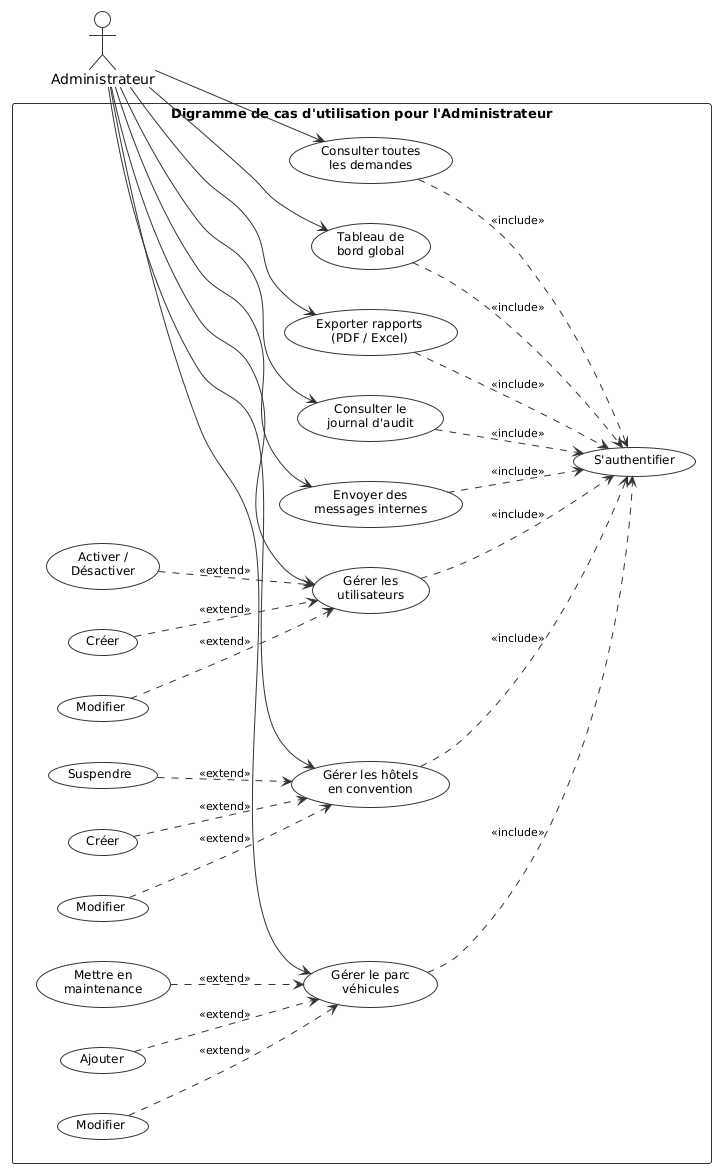 Administrateur
Digramme de cas d'utilisation pour l'Administrateur
Consulter toutes
les demandes
«include»
Tableau de
bord global
«include»
Exporter rapports
(PDF / Excel)
«include»
Consulter le
journal d'audit
«include»
S'authentifier
Envoyer des
messages internes
«include»
«include»
Activer /
Désactiver
«extend»
Gérer les
utilisateurs
Créer
«extend»
Modifier
«extend»
«include»
Suspendre
«extend»
Gérer les hôtels
en convention
Créer
«extend»
Modifier
«extend»
«include»
Mettre en
maintenance
«extend»
Gérer le parc
véhicules
Ajouter
«extend»
Modifier
«extend»